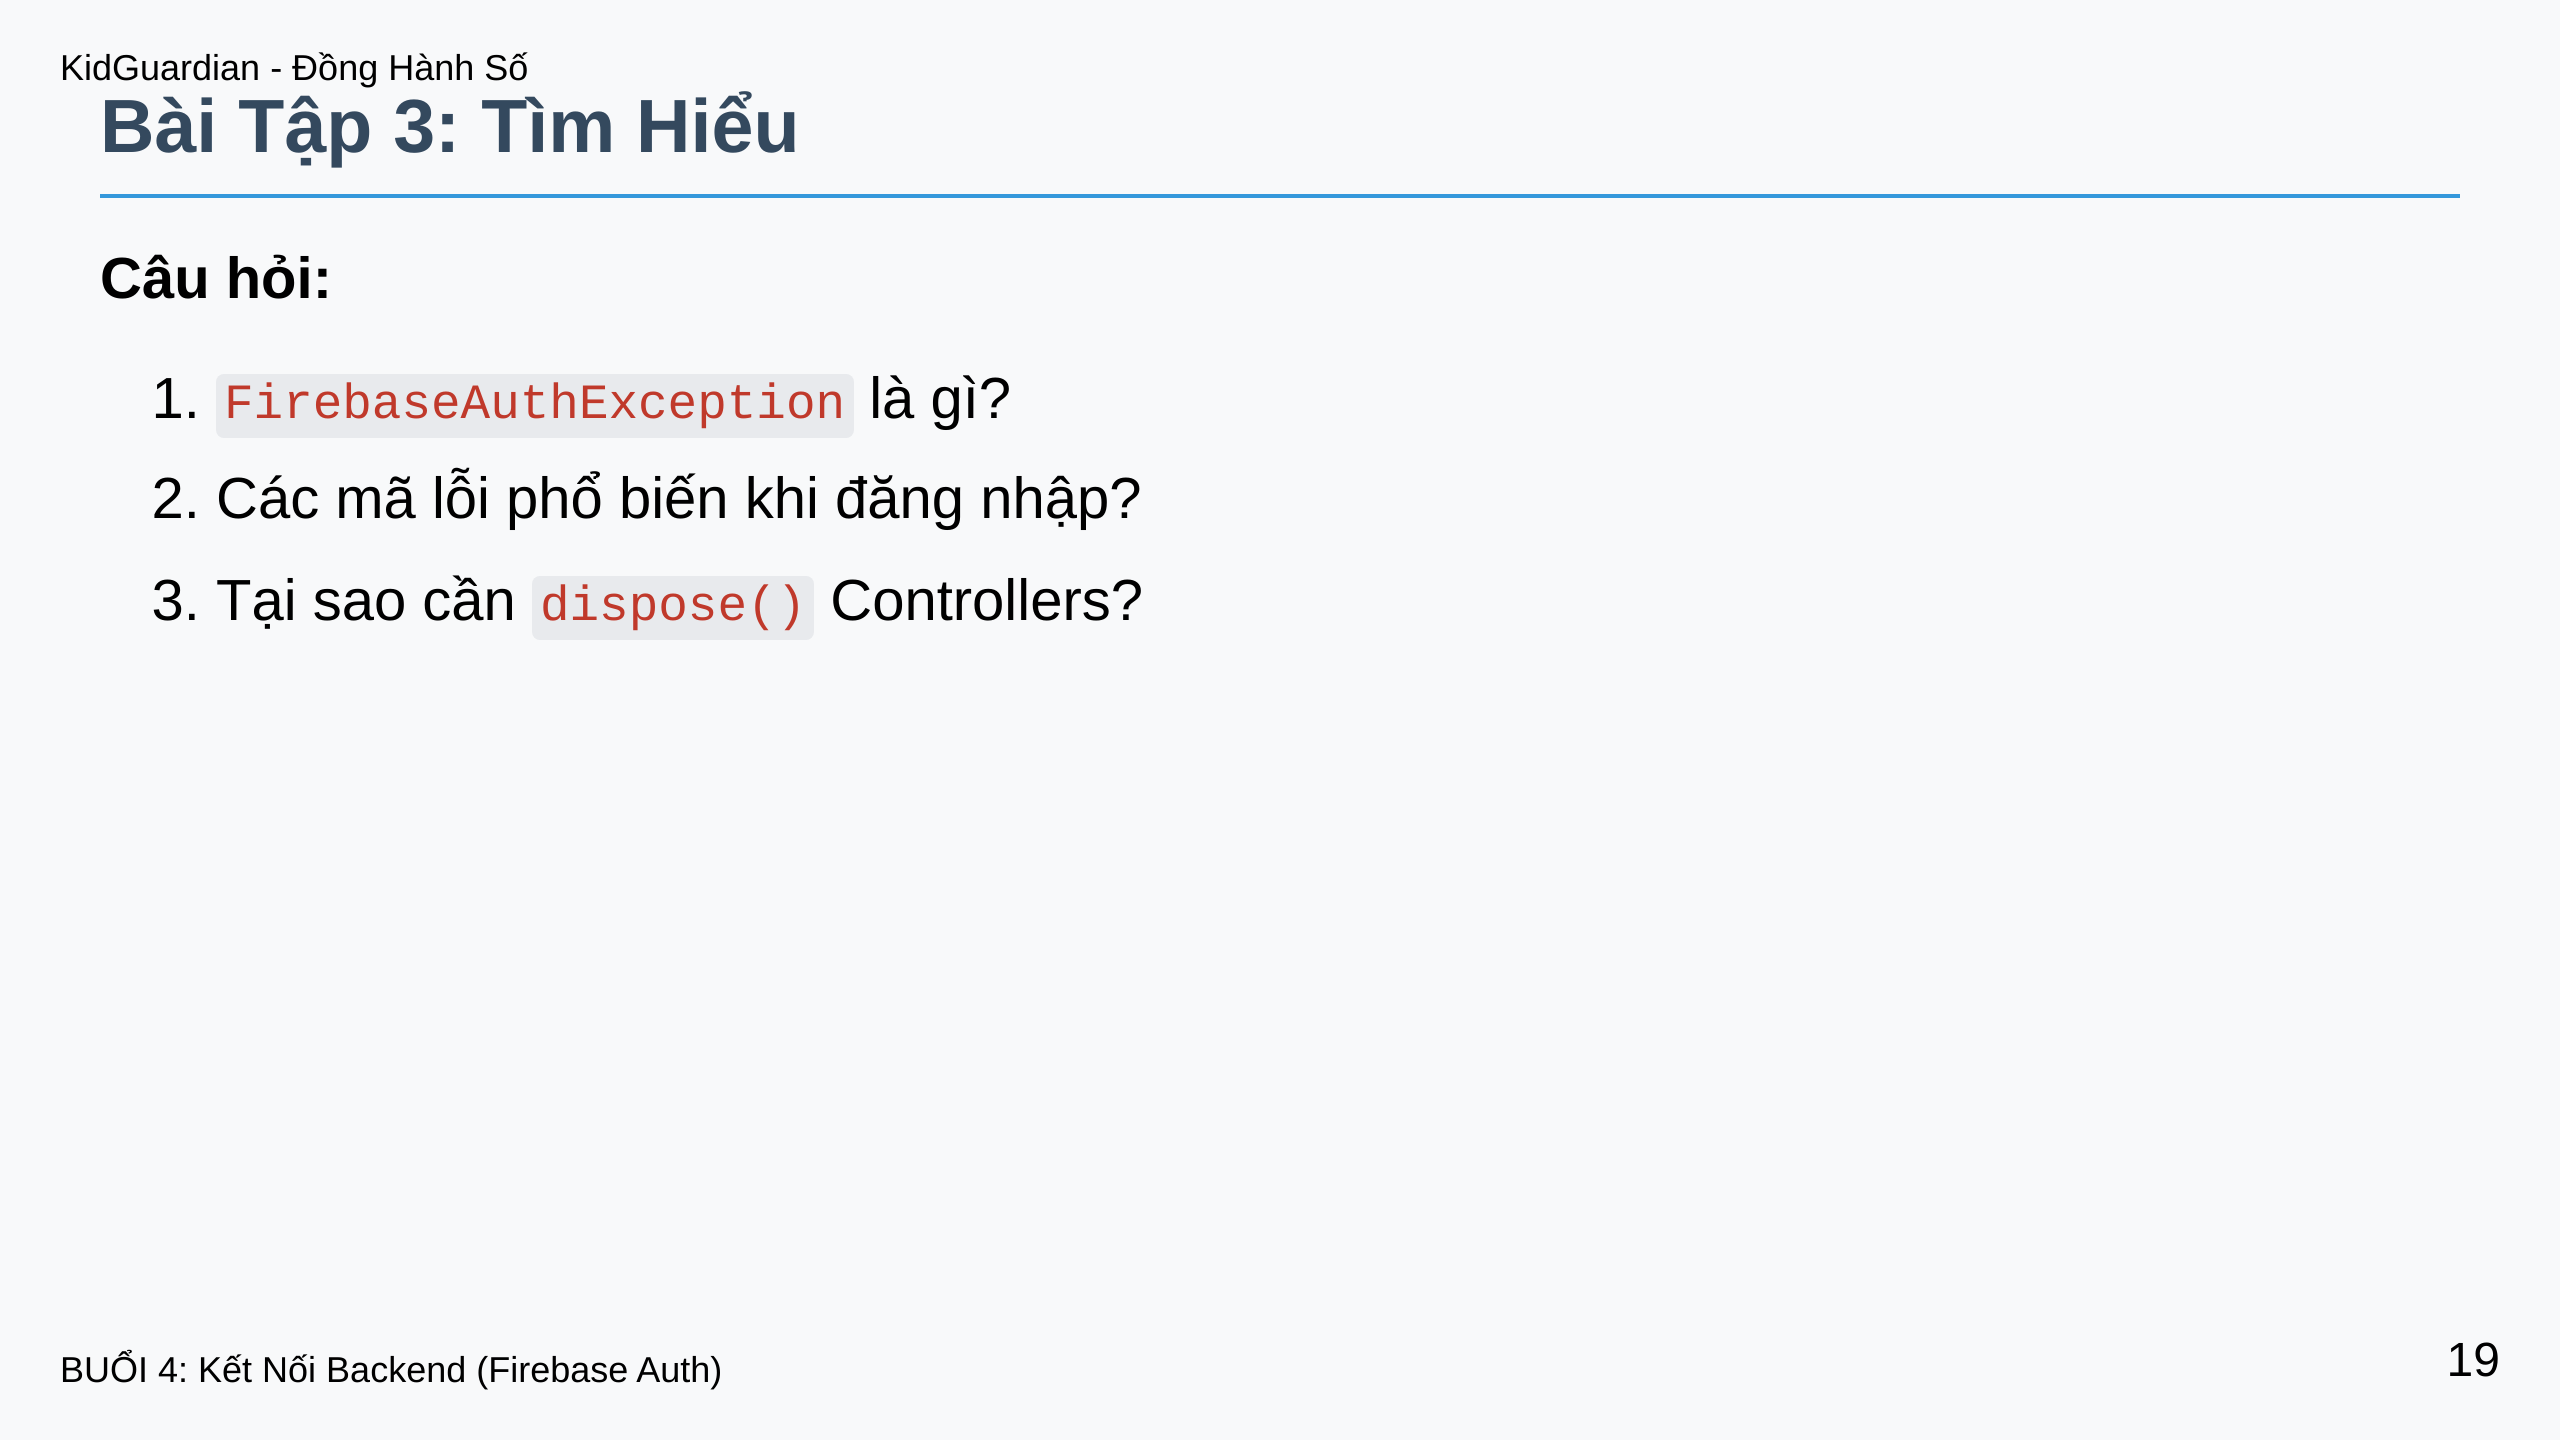 KidGuardian - Đồng Hành Số
Bài Tập 3: Tìm Hiểu
Câu hỏi:
1. FirebaseAuthException là gì?
2. Các mã lỗi phổ biến khi đăng nhập?
3. Tại sao cần dispose() Controllers?
BUỔI 4: Kết Nối Backend (Firebase Auth)
19